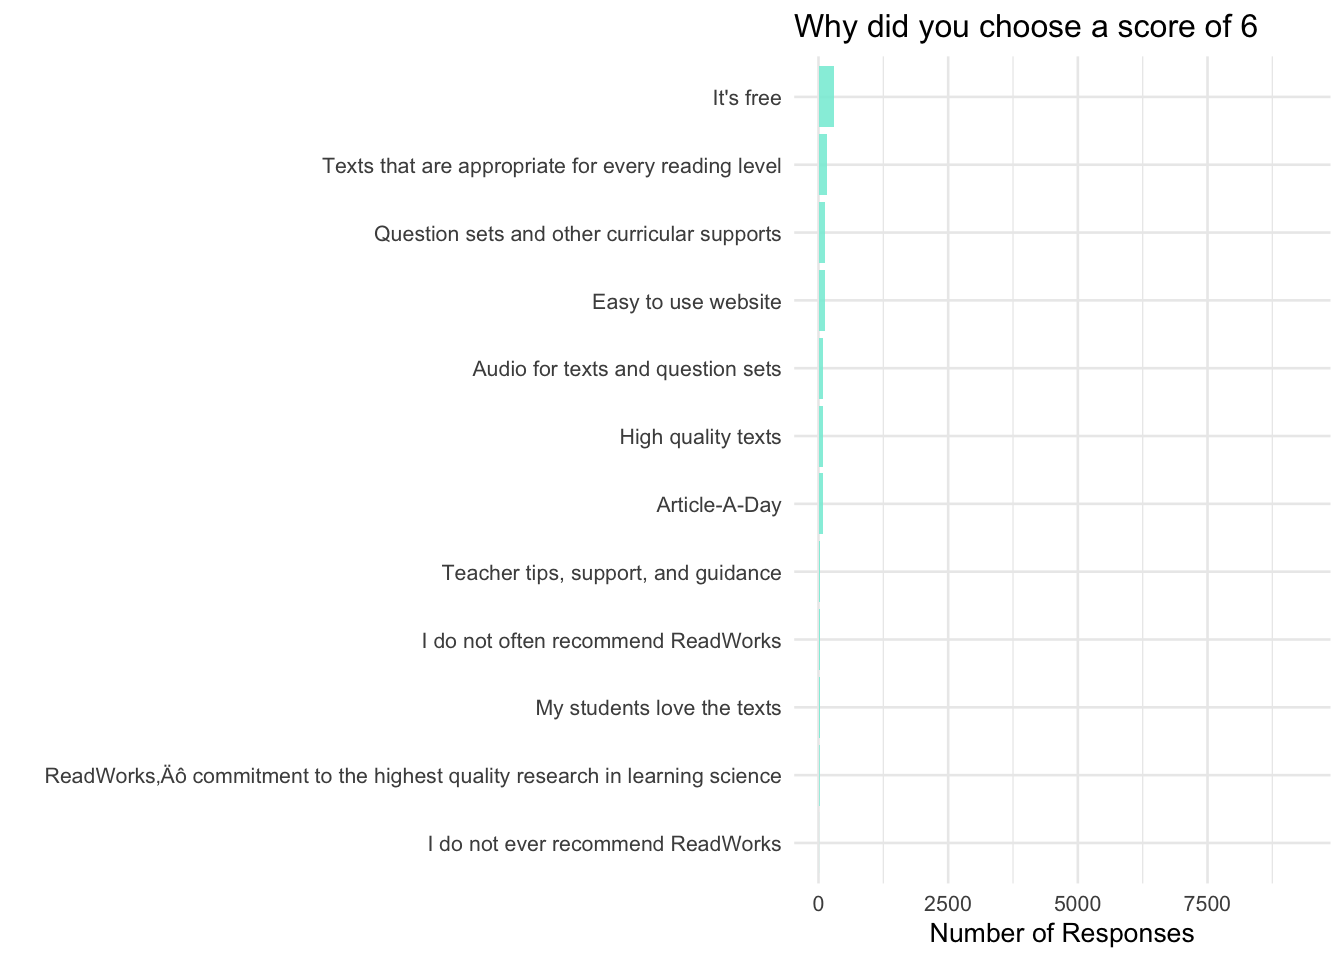 Why did you choose a score of 6
It's free
Texts that are appropriate for every reading level
Question sets and other curricular supports
Easy to use website
Audio for texts and question sets
High quality texts
Article-A-Day
Teacher tips, support, and guidance
I do not often recommend ReadWorks
My students love the texts
ReadWorks‚Äô commitment to the highest quality research in learning science
I do not ever recommend ReadWorks
0 2500 5000 7500
Number of Responses